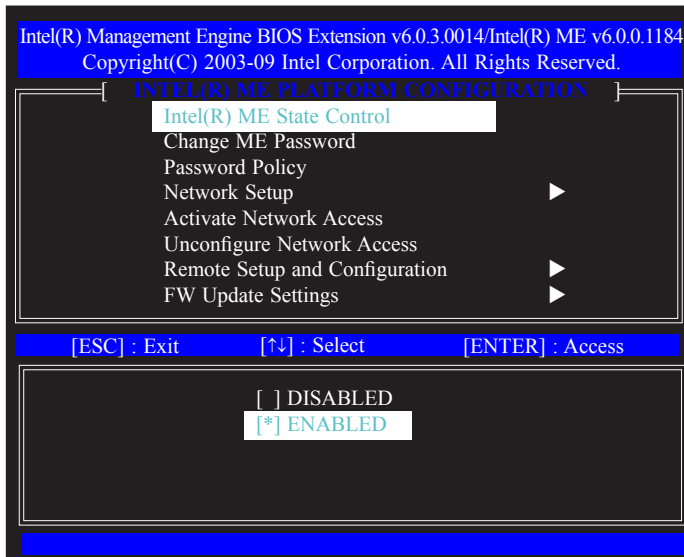 Intel(R) Management Engine BIOS Extension v6.0.3.0014/Intel(R) ME v6.0.0.1184
Copyright(C) 2003-09 Intel Corporation. All Rights Reserved.
[ INTEL(R) ME PLATFORM CONFIGURATION ]
Intel(R) ME State Control
Change ME Password
Password Policy
Network Setup ▶
Activate Network Access
Unconfigure Network Access
Remote Setup and Configuration ▶
FW Update Settings ▶
[ESC] : Exit [↑↓] : Select [ENTER] : Access
[ ] DISABLED
[*] ENABLED